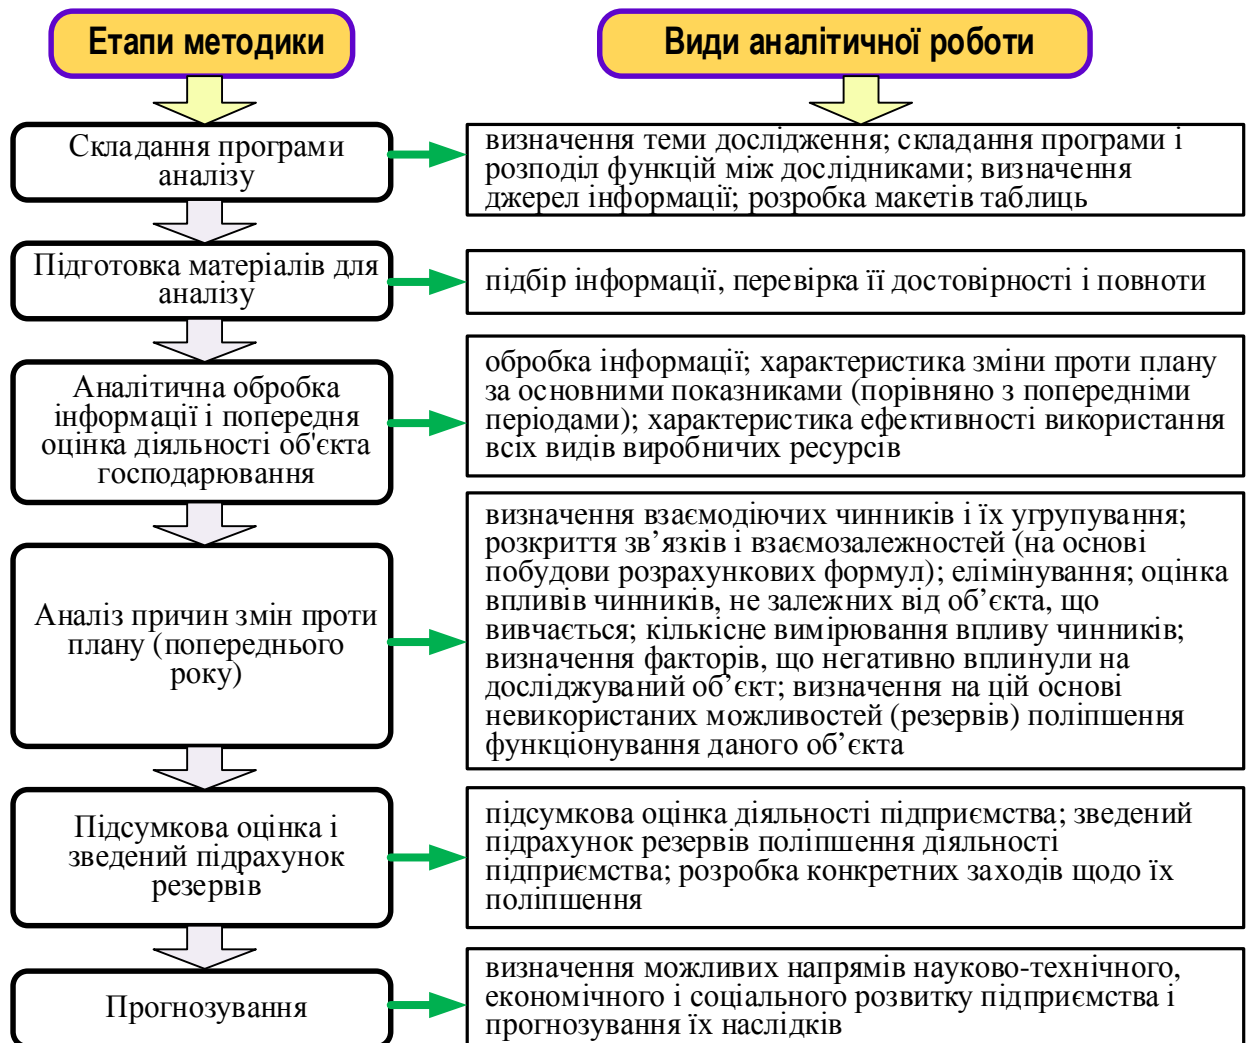 Етапи методики
Види аналітичної роботи
Складання програми
аналізу
визначення теми дослідження; складання програми і
розподіл функцій між дослідниками; визначення
джерел інформації; розробка макетів таблиць
Підготовка матеріалів для
аналізу
підбір інформації, перевірка її достовірності і повноти
Аналітична обробка
інформації і попередня
оцінка діяльності об'єкта
господарювання
обробка інформації; характеристика зміни проти плану
за основними показниками (порівняно з попередніми
періодами); характеристика ефективності використання
всіх видів виробничих ресурсів
Аналіз причин змін проти
плану (попереднього
року)
визначення взаємодіючих чинників і їх угрупування;
розкриття зв’язків і взаємозалежностей (на основі
побудови розрахункових формул); елімінування; оцінка
впливів чинників, не залежних від об’єкта, що
вивчається; кількісне вимірювання впливу чинників;
визначення факторів, що негативно вплинули на
досліджуваний об’єкт; визначення на цій основі
невикористаних можливостей (резервів) поліпшення
функціонування даного об’єкта
Підсумкова оцінка і
зведений підрахунок
резервів
підсумкова оцінка діяльності підприємства; зведений
підрахунок резервів поліпшення діяльності
підприємства; розробка конкретних заходів щодо їх
поліпшення
Прогнозування
визначення можливих напрямів науково-технічного,
економічного і соціального розвитку підприємства і
прогнозування їх наслідків